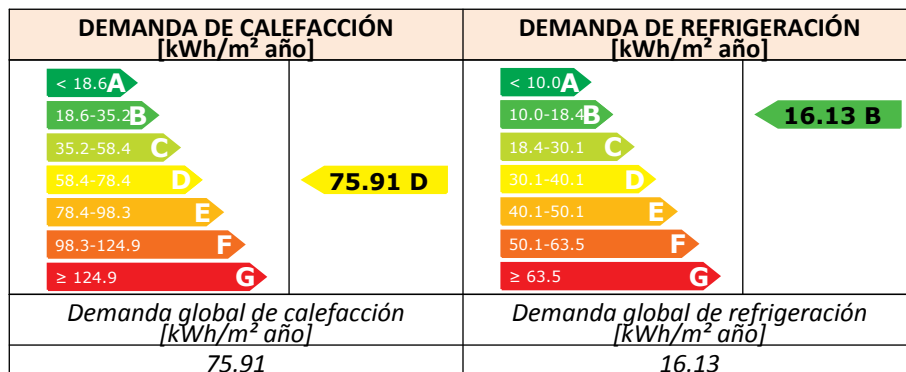 DEMANDA DE CALEFACCIÓN
[kWh/m² año]
DEMANDA DE REFRIGERACIÓN
[kWh/m² año]
< 18.6 A
18.6-35.2 B
35.2-58.4 C
58.4-78.4 D
78.4-98.3 E
98.3-124.9 F
≥ 124.9 G
75.91 D
< 10.0 A
10.0-18.4 B
18.4-30.1 C
30.1-40.1 D
40.1-50.1 E
50.1-63.5 F
≥ 63.5 G
16.13 B
Demanda global de calefacción
[kWh/m² año]
Demanda global de refrigeración
[kWh/m² año]
75.91
16.13